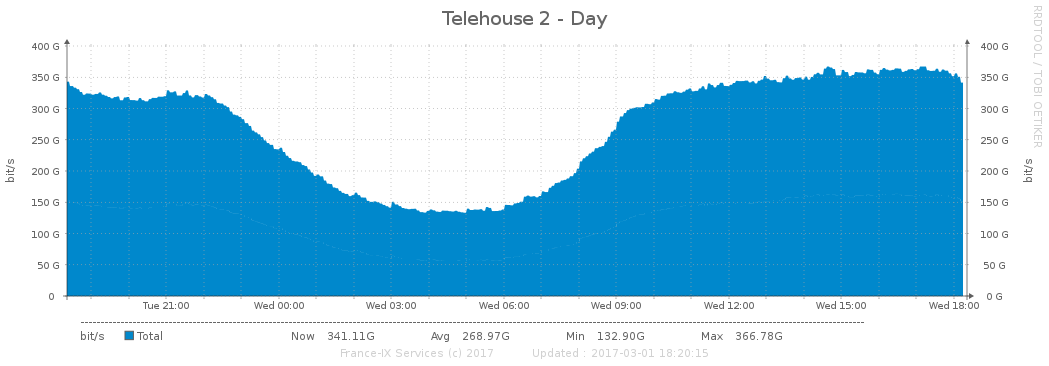 Telehouse 2 - Day
RRDTOOL / TOBI OETIKER
bit/s
400 G
350 G
300 G
250 G
200 G
150 G
100 G
50 G
0
400 G
350 G
300 G
250 G
200 G
150 G
100 G
50 G
0 G
bit/s
Tue 21:00 Wed 00:00 Wed 03:00 Wed 06:00 Wed 09:00 Wed 12:00 Wed 15:00 Wed 18:00
bit/s Total Now 341.11G Avg 268.97G Min 132.90G Max 366.78G
France-IX Services (c) 2017 Updated : 2017-03-01 18:20:15